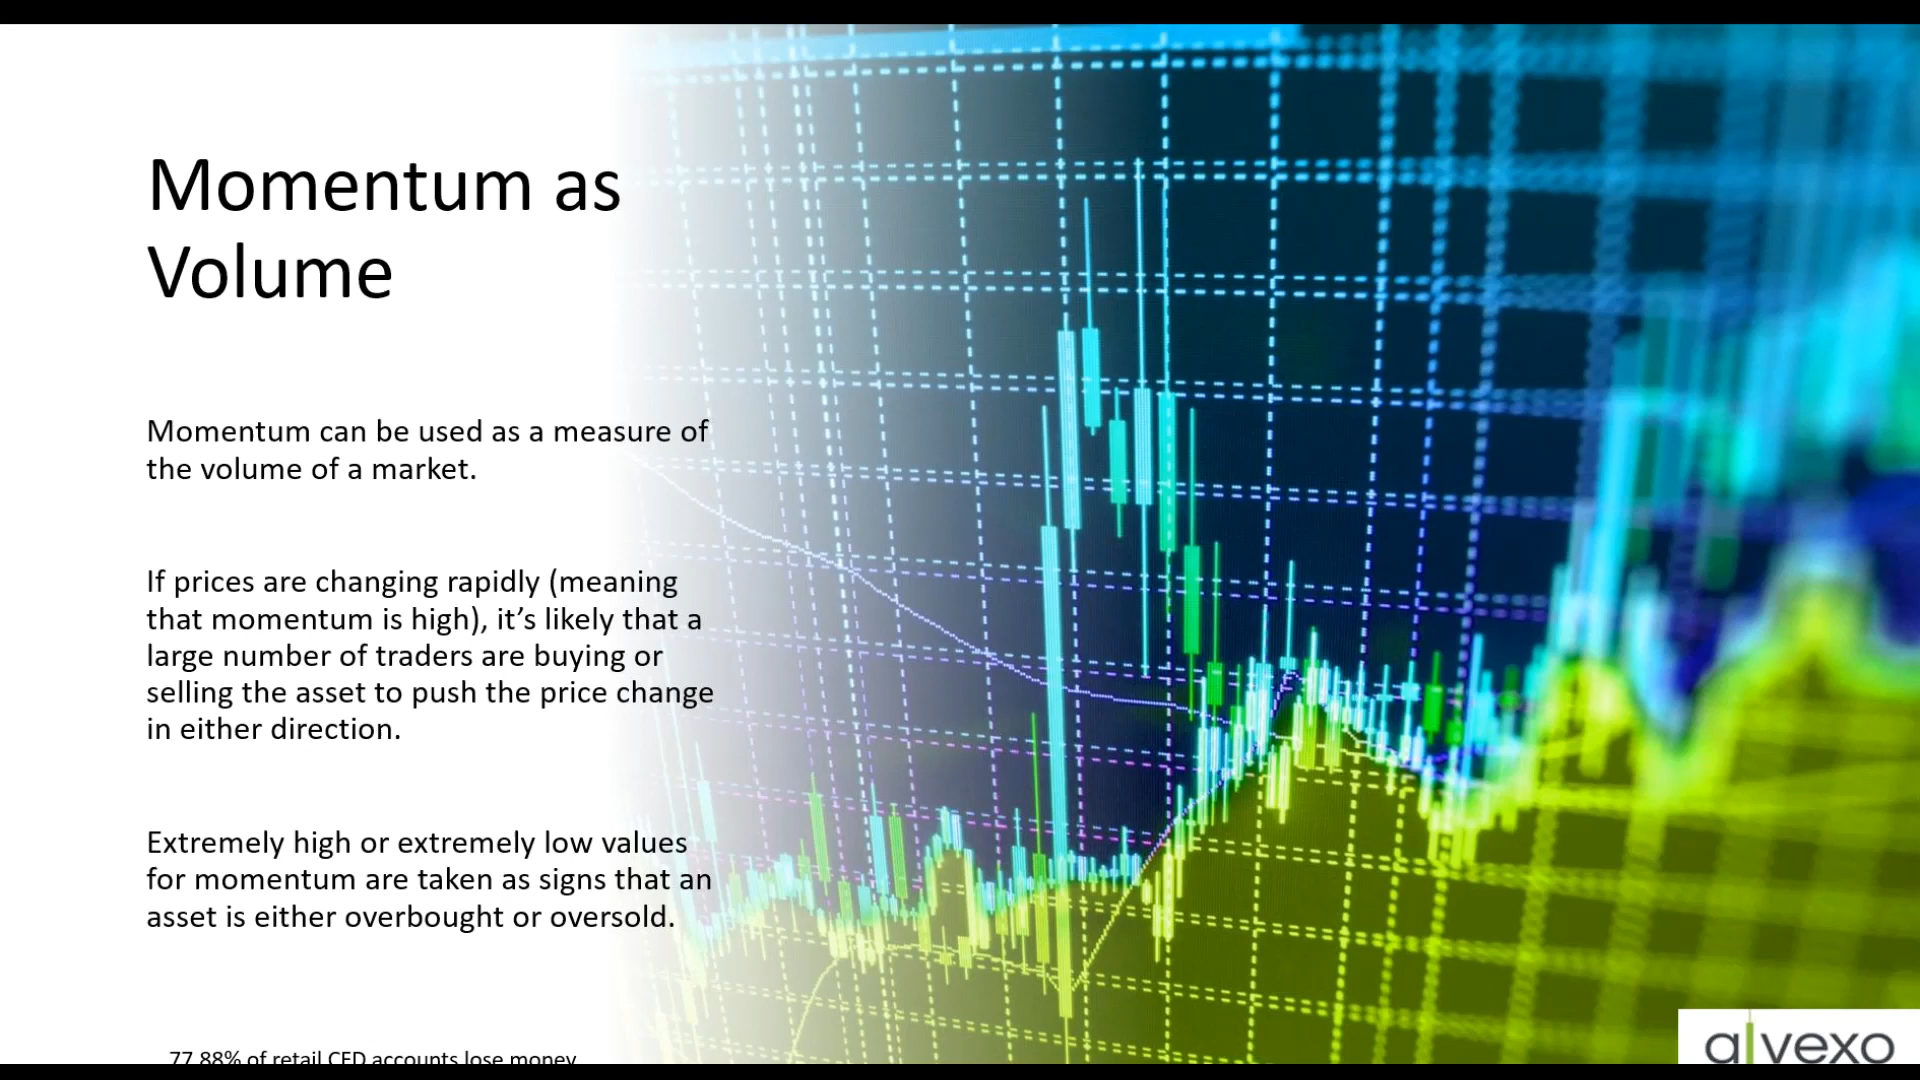 Momentum as
Volume
Momentum can be used as a measure of
the volume of a market.
If prices are changing rapidly (meaning
that momentum is high), it’s likely that a
large number of traders are buying or
selling the asset to push the price change
in either direction.
Extremely high or extremely low values
for momentum are taken as signs that an
asset is either overbought or oversold.
77.88% of retail CFD accounts lose money
alvexo